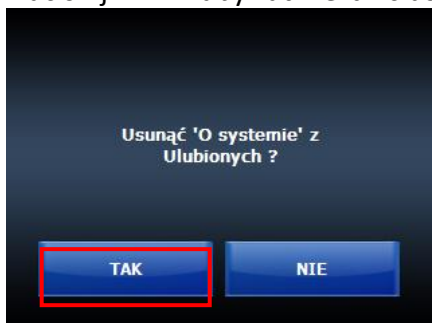 Usunąć 'O systemie' z
Ulubionych ?
TAK
NIE